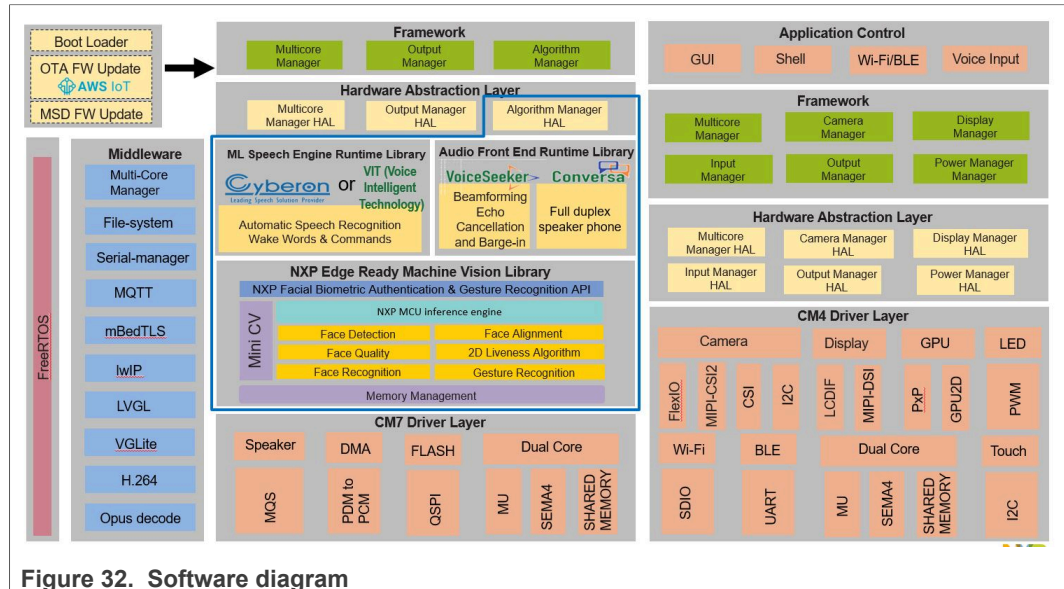 Boot Loader
OTA FW Update
AWS IoT
MSD FW Update
FreeRTOS
Middleware
Multi-Core
Manager
File-system
Serial-manager
MQTT
mBedTLS
lwIP
LVGL
VGLite
H.264
Opus decode
Framework
Multicore
Manager
Output
Manager
Algorithm
Manager
Hardware Abstraction Layer
Multicore
Manager HAL
Output Manager
HAL
Algorithm Manager
HAL
ML Speech Engine Runtime Library
Cyberon
Leading Speech Solution Provider
or
VIT (Voice
Intelligent
Technology)
Automatic Speech Recognition
Wake Words & Commands
Audio Front End Runtime Library
VoiceSeeker
Conversa
Beamforming
Echo
Cancellation
and Barge-in
Full duplex
speaker phone
NXP Edge Ready Machine Vision Library
NXP Facial Biometric Authentication & Gesture Recognition API
Mini CV
NXP MCU inference engine
Face Detection
Face Alignment
Face Quality
2D Liveness Algorithm
Face Recognition
Gesture Recognition
Memory Management
CM7 Driver Layer
Speaker
DMA
FLASH
Dual Core
MQS
PDM to
PCM
QSPI
MU
SEMA4
SHARED
MEMORY
Application Control
GUI
Shell
Wi-Fi/BLE
Voice Input
Framework
Multicore
Manager
Camera
Manager
Display
Manager
Input
Manager
Output
Manager
Power Manager
Manager
Hardware Abstraction Layer
Multicore
Manager HAL
Camera Manager
HAL
Display Manager
HAL
Input Manager
HAL
Output Manager
HAL
Power Manager
HAL
CM4 Driver Layer
Camera
Display
GPU
LED
FlexIO
MIPI-CSI2
CSI
I2C
LCDIF
MIPI-DSI
PxP
GPU2D
PWM
Wi-Fi
BLE
Dual Core
Touch
SDIO
UART
MU
SEMA4
SHARED
MEMORY
I2C
Figure 32. Software diagram